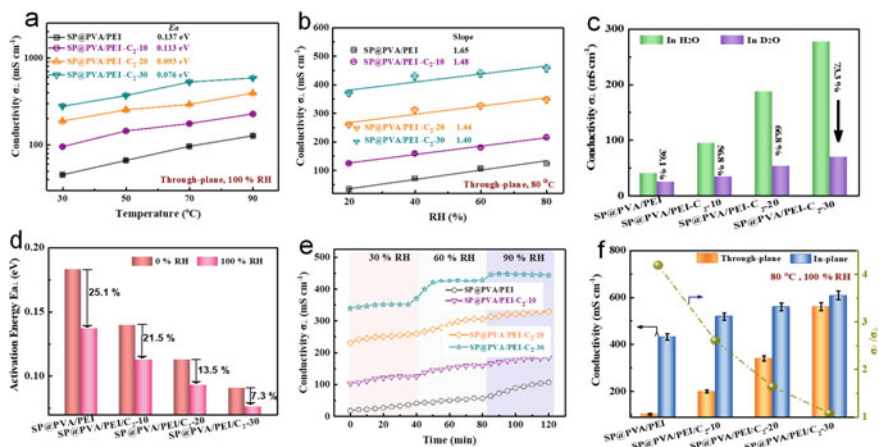 a
Ea
SP@PVA/PEI 0.137 eV
SP@PVA/PEI-C₂-10 0.113 eV
SP@PVA/PEI-C₂-20 0.093 eV
SP@PVA/PEI-C₂-30 0.076 eV
1000
100
Conductivity σ⊥ (mS cm⁻¹)
Through-plane, 100 % RH
30 50 70 90
Temperature (°C)
b
Slope
SP@PVA/PEI 1.65
SP@PVA/PEI-C₂-10 1.48
SP@PVA/PEI-C₂-20 1.44
SP@PVA/PEI-C₂-30 1.40
600
500
400
300
200
100
Conductivity σ⊥ (mS cm⁻¹)
Through-plane, 80 °C
20 40 60 80
RH (%)
c
In H₂O
In D₂O
300
200
100
0
Conductivity σ⊥ (mS cm⁻¹)
39.1 %
56.8 %
66.8 %
73.3 %
SP@PVA/PEI
SP@PVA/PEI-C₂-10
SP@PVA/PEI-C₂-20
SP@PVA/PEI-C₂-30
d
0 % RH
100 % RH
0.20
0.15
0.10
Activation Energy Ea⊥ (eV)
25.1 %
21.5 %
13.5 %
7.3 %
SP@PVA/PEI
SP@PVA/PEI/C₂-10
SP@PVA/PEI/C₂-20
SP@PVA/PEI/C₂-30
e
30 % RH 60 % RH 90 % RH
600
500
400
300
200
100
0
Conductivity σ⊥ (mS cm⁻¹)
SP@PVA/PEI
SP@PVA/PEI-C₂-10
SP@PVA/PEI-C₂-20
SP@PVA/PEI-C₂-30
0 20 40 60 80 100 120
Time (min)
f
Through-plane
In-plane
80 °C , 100 % RH
800
600
400
200
Conductivity (mS cm⁻¹)
4
3
2
1
SP@PVA/PEI
SP@PVA/PEI/C₂-10
SP@PVA/PEI/C₂-20
SP@PVA/PEI/C₂-30